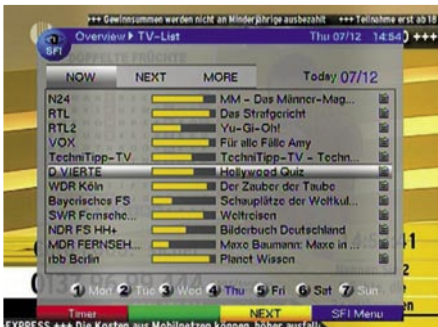 +++ Gewinnsummen werden nicht an Minderjährige ausbezahlt +++ Teilnahme erst ab 18
SFI Overview TV-List Thu 07/12 14:54 ) +++
DOPPELTE FRÜCHTE
NOW NEXT MORE Today 07/12
N24 MM - Das Männer-Mag...
RTL Das Strafgericht
RTL2 Yu-Gi-Oh!
VOX Für alle Fälle Amy
TechniTipp-TV TechniTipp-TV - Techn...
D VIERTE Hollywood Quiz
WDR Köln Der Zauber der Taube
Bayerisches FS Schauplätze der Weltkul...
SWR Fernsehe... Weltreisen
NDR FS HH+ Bilderbuch Deutschland
MDR FERNSEH... Maxe Baumann: Maxe in ...
rbb Berlin Planet Wissen
1 Mon 2 Tue 3 Wed 4 Thu 5 Fri 6 Sat 7 Sun
Timer NEXT SFI Menu
EXPRESS +++ Die Kosten aus Mobilnetzen können höher ausfall